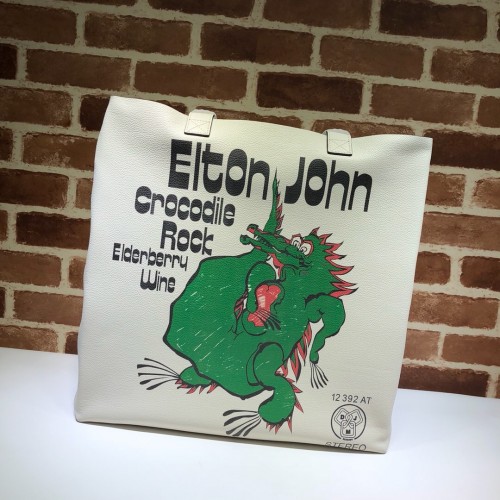 Elton John
Crocodile
Rock
Elderberry
Wine
12 392 AT
D J
M
STEREO